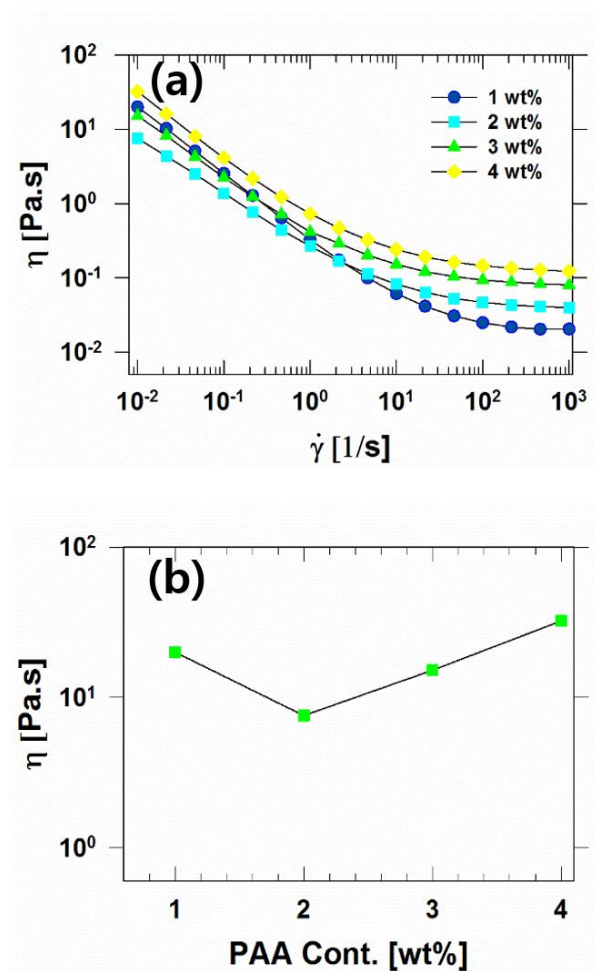 (a)
η [Pa.s]
10² 10¹ 10⁰ 10⁻¹ 10⁻²
1 wt%
2 wt%
3 wt%
4 wt%
10⁻² 10⁻¹ 10⁰ 10¹ 10² 10³
γ̇ [1/s]
(b)
η [Pa.s]
10² 10¹ 10⁰
1 2 3 4
PAA Cont. [wt%]